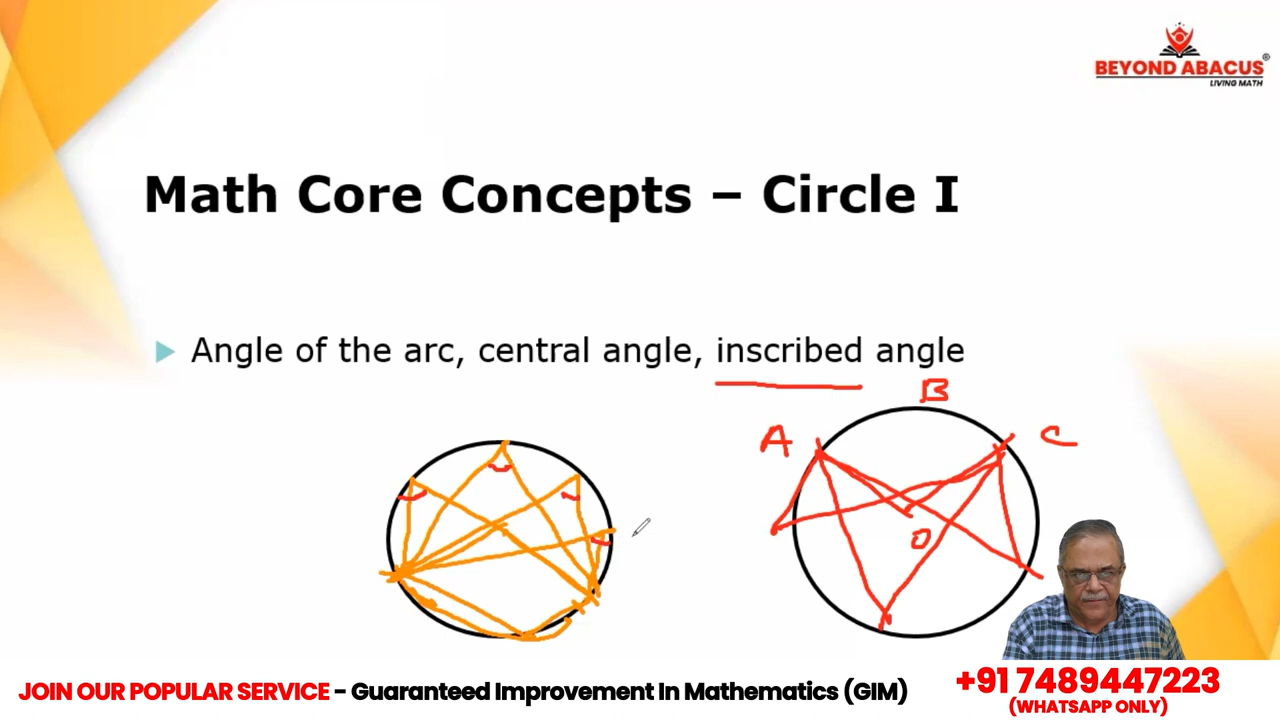 BEYOND ABACUS®
LIVING MATH
Math Core Concepts – Circle I
Angle of the arc, central angle, inscribed angle
B
A
C
O
JOIN OUR POPULAR SERVICE – Guaranteed Improvement In Mathematics (GIM)
+91 7489447223
(WHATSAPP ONLY)